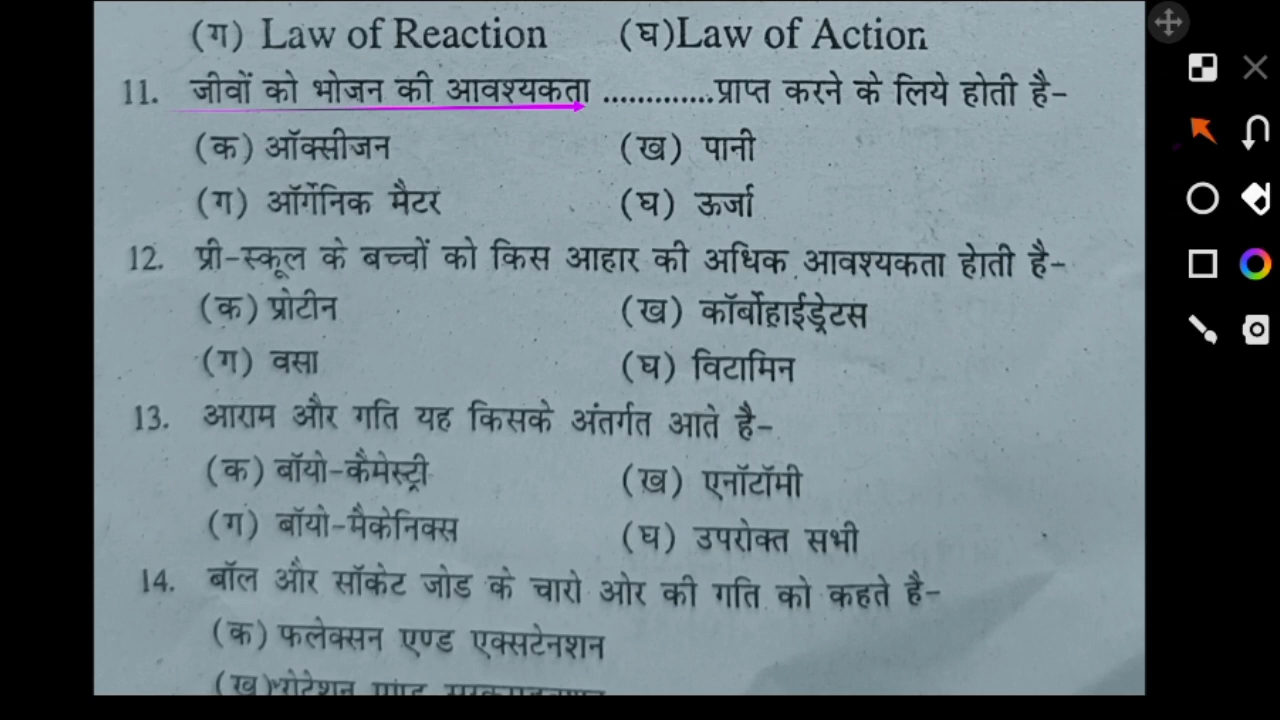 (ग) Law of Reaction (घ)Law of Action
11. जीवों को भोजन की आवश्यकता .............प्राप्त करने के लिये होती है-
(क) ऑक्सीजन (ख) पानी
(ग) ऑर्गेनिक मैटर (घ) ऊर्जा
12. प्री-स्कूल के बच्चों को किस आहार की अधिक आवश्यकता हेाती है-
(क) प्रोटीन (ख) कॉर्बोहाईड्रेटस
(ग) वसा (घ) विटामिन
13. आराम और गति यह किसके अंतर्गत आते है-
(क) बॉयो-कैमेस्ट्री (ख) एनॉटॉमी
(ग) बॉयो-मैकेनिक्स (घ) उपरोक्त सभी
14. बॉल और सॉकेट जोड के चारो ओर की गति को कहते है-
(क) फलेक्सन एण्ड एक्सटेनशन
(ख) रोटेशन एण्ड